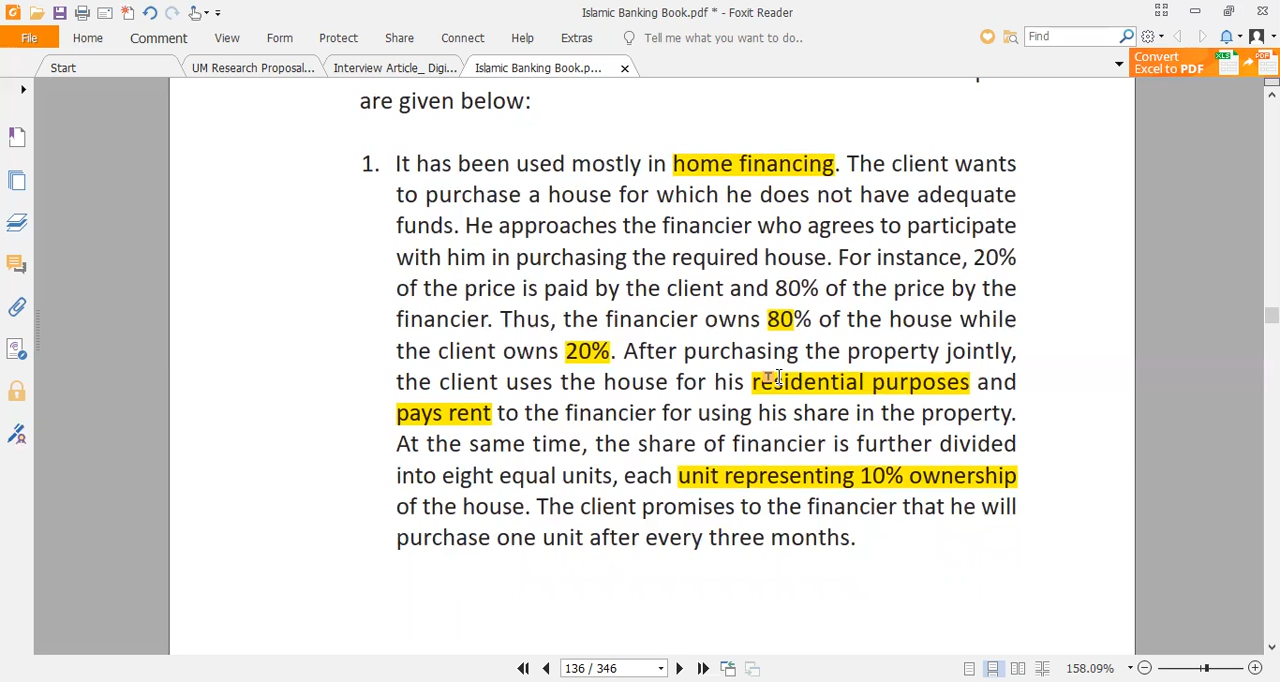 Islamic Banking Book.pdf * - Foxit Reader
File Home Comment View Form Protect Share Connect Help Extras Tell me what you want to do.. Find
Start UM Research Proposal... Interview Article_ Digi... Islamic Banking Book.p...
Convert
Excel to PDF
XLS PDF
are given below:
1. It has been used mostly in home financing. The client wants
to purchase a house for which he does not have adequate
funds. He approaches the financier who agrees to participate
with him in purchasing the required house. For instance, 20%
of the price is paid by the client and 80% of the price by the
financier. Thus, the financier owns 80% of the house while
the client owns 20%. After purchasing the property jointly,
the client uses the house for his residential purposes and
pays rent to the financier for using his share in the property.
At the same time, the share of financier is further divided
into eight equal units, each unit representing 10% ownership
of the house. The client promises to the financier that he will
purchase one unit after every three months.
136 / 346
158.09%